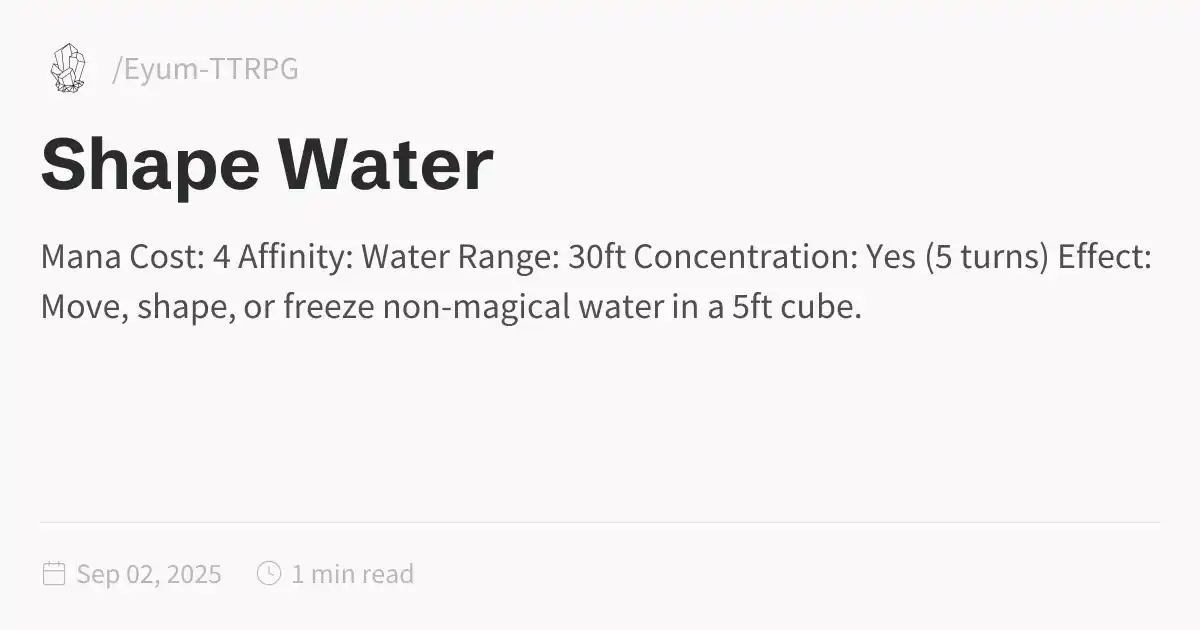 /Eyum-TTRPG
Shape Water
Mana Cost: 4 Affinity: Water Range: 30ft Concentration: Yes (5 turns) Effect:
Move, shape, or freeze non-magical water in a 5ft cube.
Sep 02, 2025 1 min read